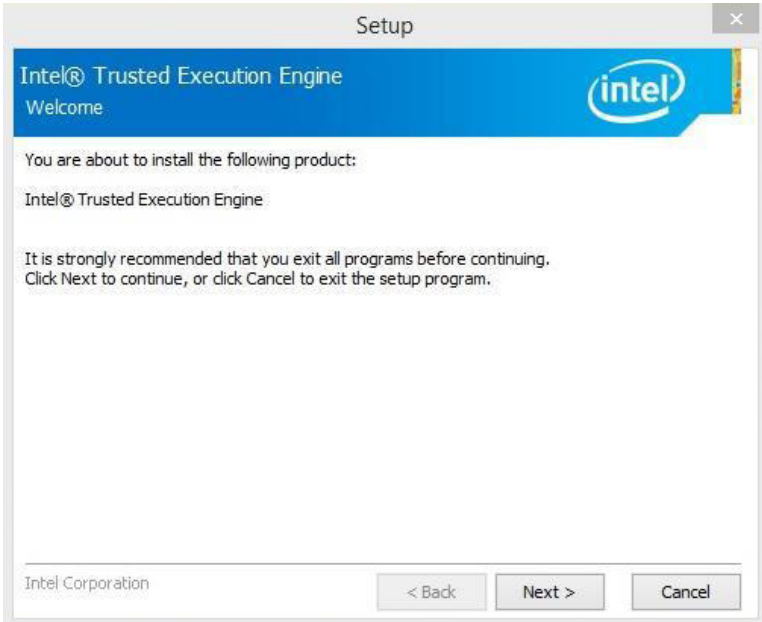 Setup
Intel® Trusted Execution Engine
Welcome
intel
You are about to install the following product:
Intel® Trusted Execution Engine
It is strongly recommended that you exit all programs before continuing.
Click Next to continue, or click Cancel to exit the setup program.
Intel Corporation
< Back Next > Cancel